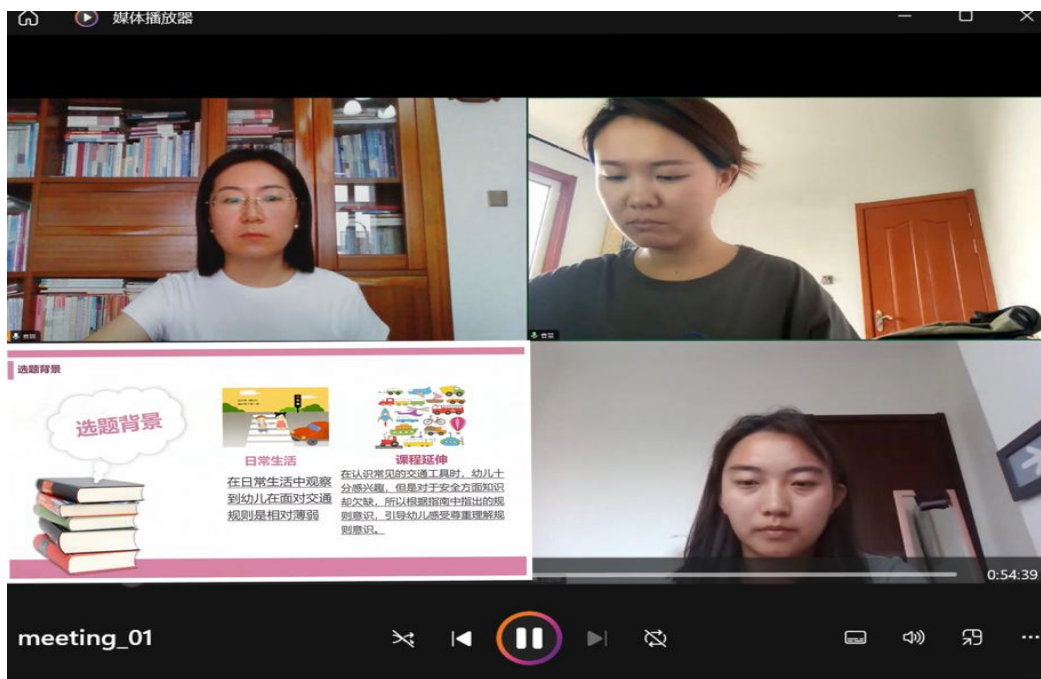 媒体播放器
选题背景
选题背景
日常生活
在日常生活中观察
到幼儿在面对交通
规则是相对薄弱
课程延伸
在认识常见的交通工具时，幼儿十
分感兴趣，但是对于安全方面知识
却欠缺，所以根据指南中指出的规
则意识，引导幼儿感受尊重理解规
则意识。
0:54:39
meeting_01